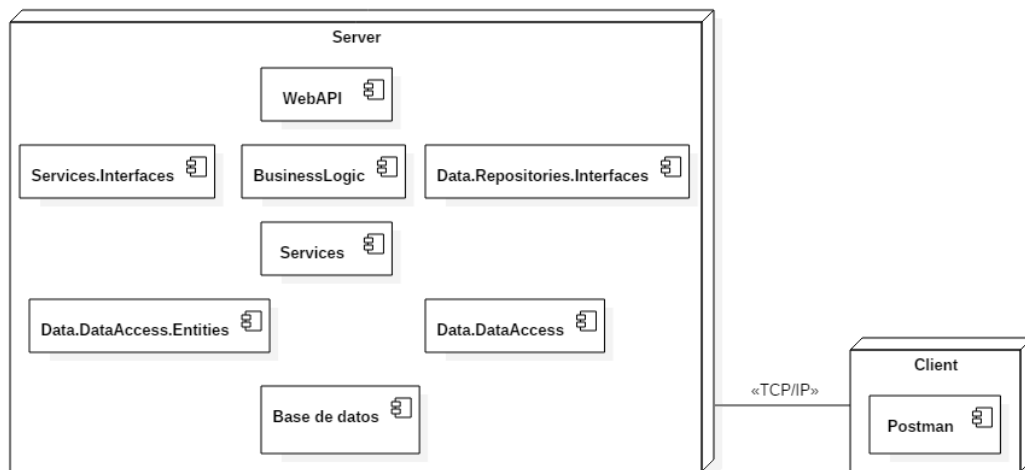 Server
WebAPI
Services.Interfaces
BusinessLogic
Data.Repositories.Interfaces
Services
Data.DataAccess.Entities
Data.DataAccess
Client
Base de datos
«TCP/IP»
Postman